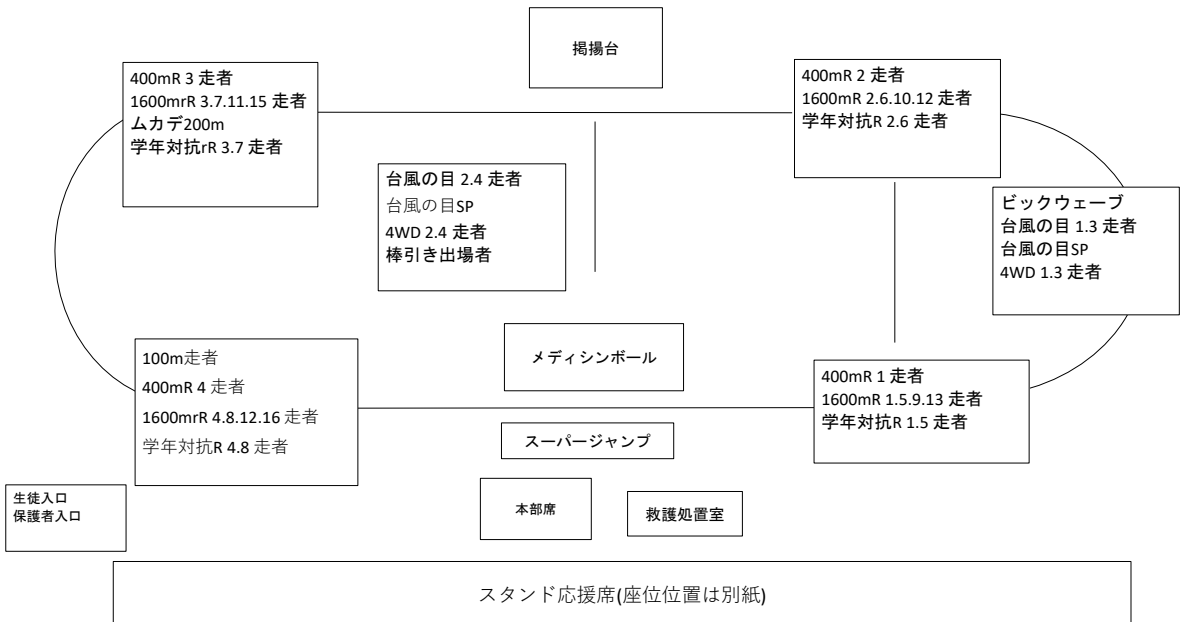 掲揚台
400mR 3 走者
1600mrR 3.7.11.15 走者
ムカデ200m
学年対抗rR 3.7 走者
400mR 2 走者
1600mR 2.6.10.12 走者
学年対抗R 2.6 走者
台風の目 2.4 走者
台風の目SP
4WD 2.4 走者
棒引き出場者
ビックウェーブ
台風の目 1.3 走者
台風の目SP
4WD 1.3 走者
メディシンボール
100m走者
400mR 4 走者
1600mrR 4.8.12.16 走者
学年対抗R 4.8 走者
400mR 1 走者
1600mR 1.5.9.13 走者
学年対抗R 1.5 走者
スーパージャンプ
生徒入口
保護者入口
本部席
救護処置室
スタンド応援席(座位位置は別紙)